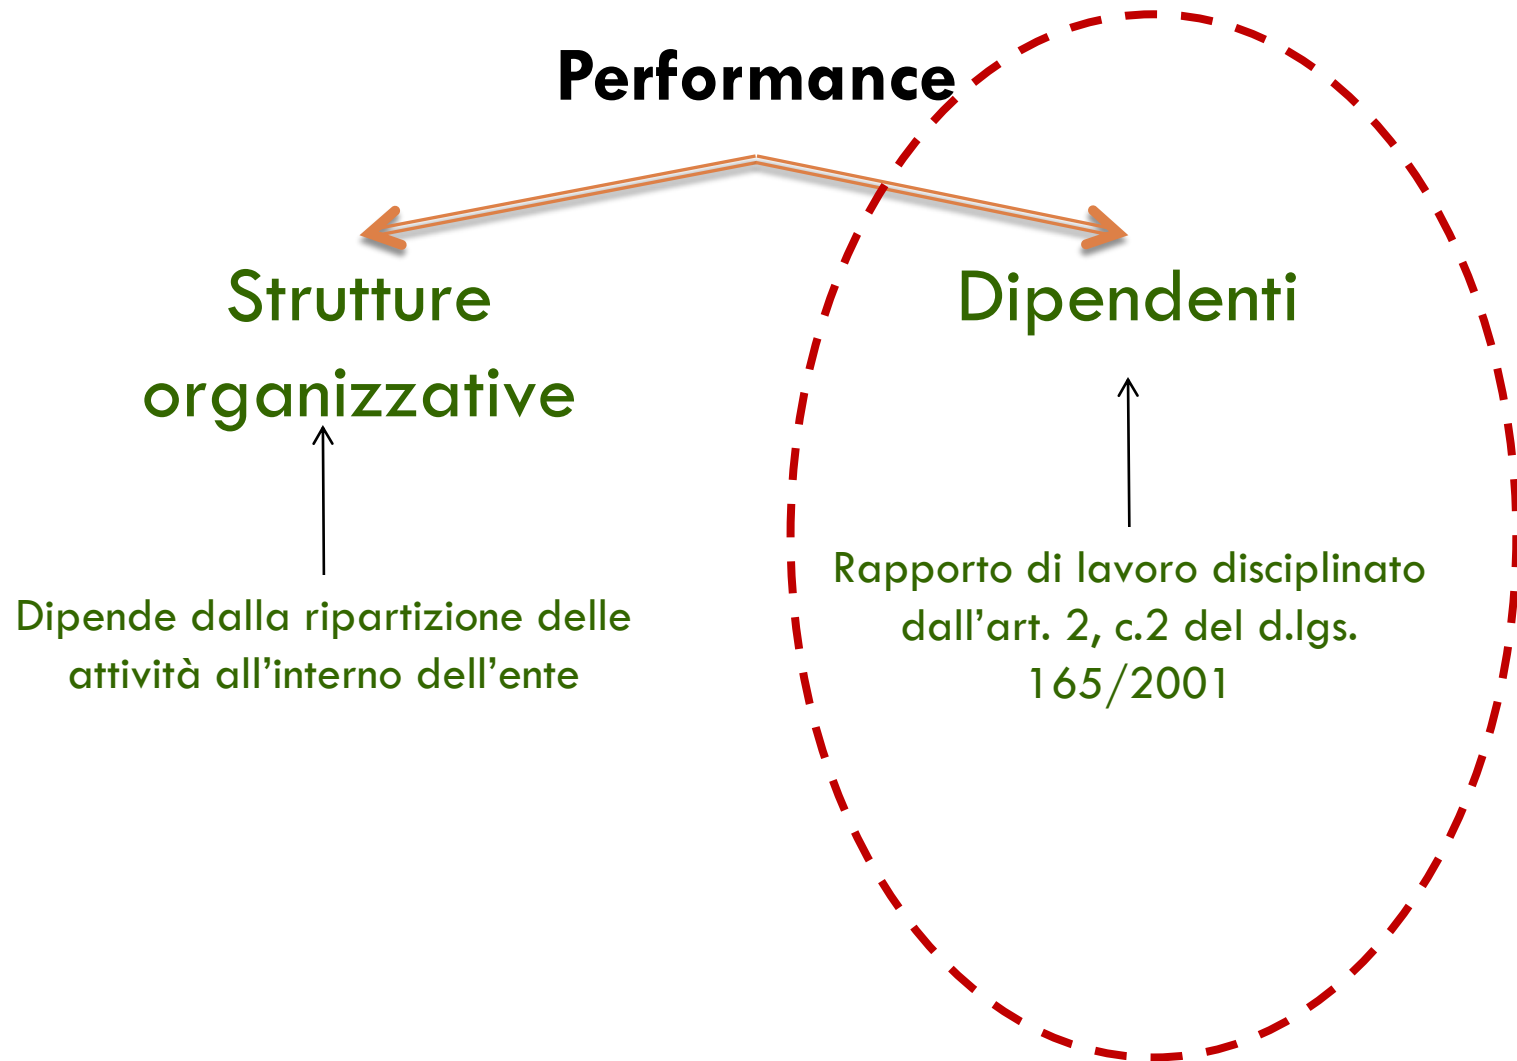 Performance
Strutture
organizzative
Dipende dalla ripartizione delle
attività all’interno dell’ente
Dipendenti
Rapporto di lavoro disciplinato
dall’art. 2, c.2 del d.lgs.
165/2001